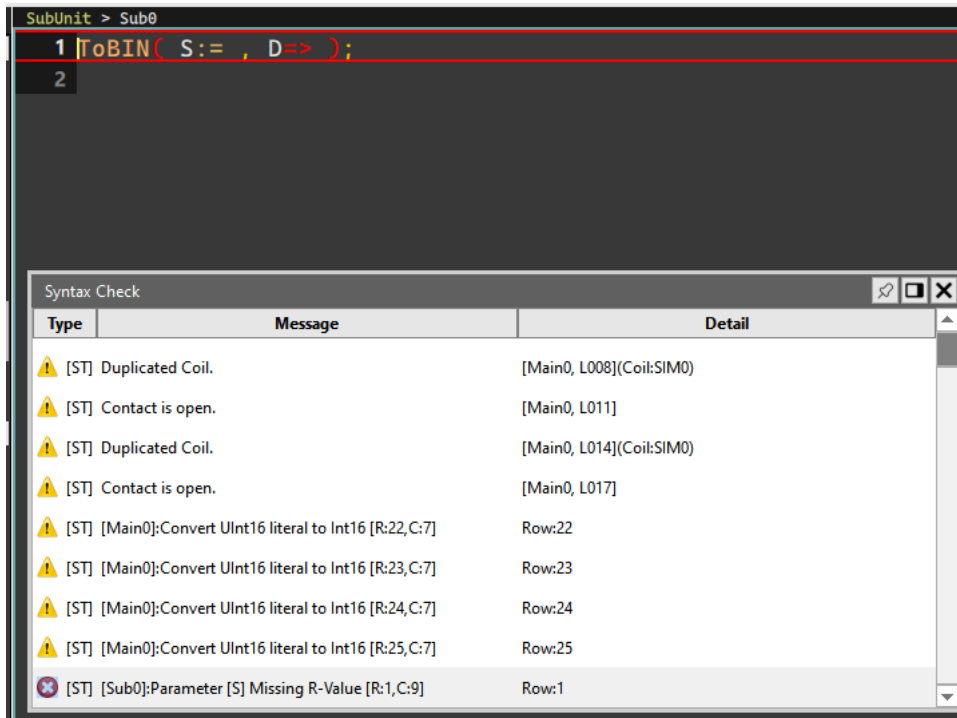 SubUnit > Sub0
1 ToBIN( S:= , D=> );
2
Syntax Check
Type Message Detail
[ST] Duplicated Coil. [Main0, L008](Coil:SIM0)
[ST] Contact is open. [Main0, L011]
[ST] Duplicated Coil. [Main0, L014](Coil:SIM0)
[ST] Contact is open. [Main0, L017]
[ST] [Main0]:Convert UInt16 literal to Int16 [R:22,C:7] Row:22
[ST] [Main0]:Convert UInt16 literal to Int16 [R:23,C:7] Row:23
[ST] [Main0]:Convert UInt16 literal to Int16 [R:24,C:7] Row:24
[ST] [Main0]:Convert UInt16 literal to Int16 [R:25,C:7] Row:25
[ST] [Sub0]:Parameter [S] Missing R-Value [R:1,C:9] Row:1